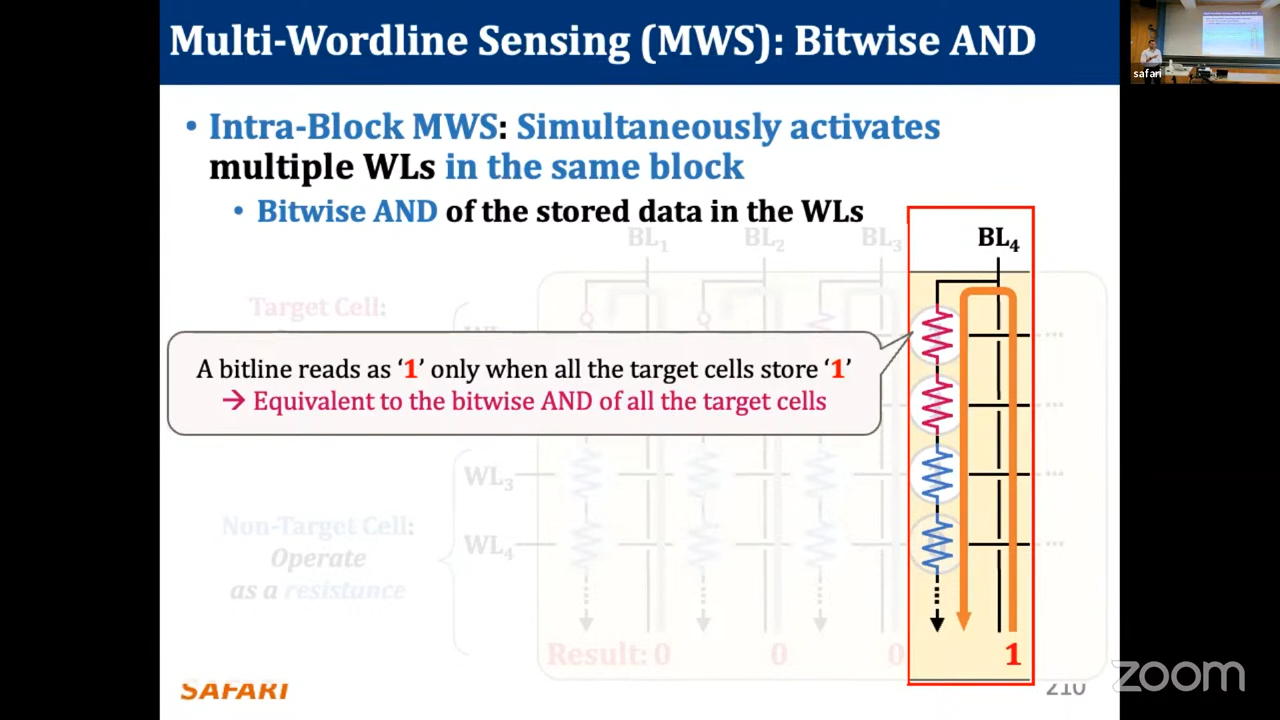 Multi-Wordline Sensing (MWS): Bitwise AND
safari
• Intra-Block MWS: Simultaneously activates
multiple WLs in the same block
• Bitwise AND of the stored data in the WLs
BL₁ BL₂ BL₃ BL₄
Target Cell:
A bitline reads as ‘1’ only when all the target cells store ‘1’
→ Equivalent to the bitwise AND of all the target cells
WL₃
Non-Target Cell:
Operate
as a resistance
WL₄
Result: 0 0 0 1
SAFARI
210
zoom